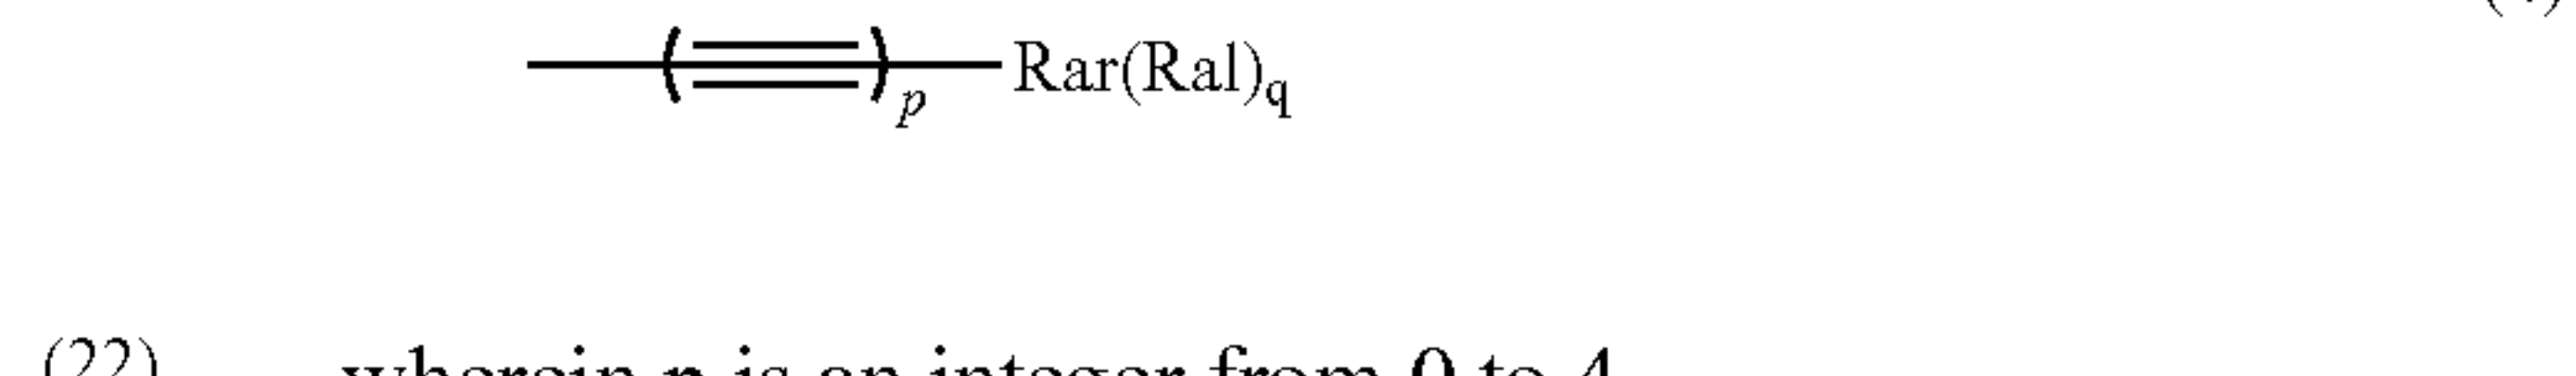 Rar(Ral)q
p
(22) wherein p is an integer from 0 to 4